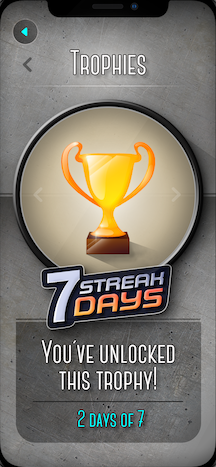 Trophies
7 STREAK
DAYS
You´ve unlocked
this trophy!
2 days of 7